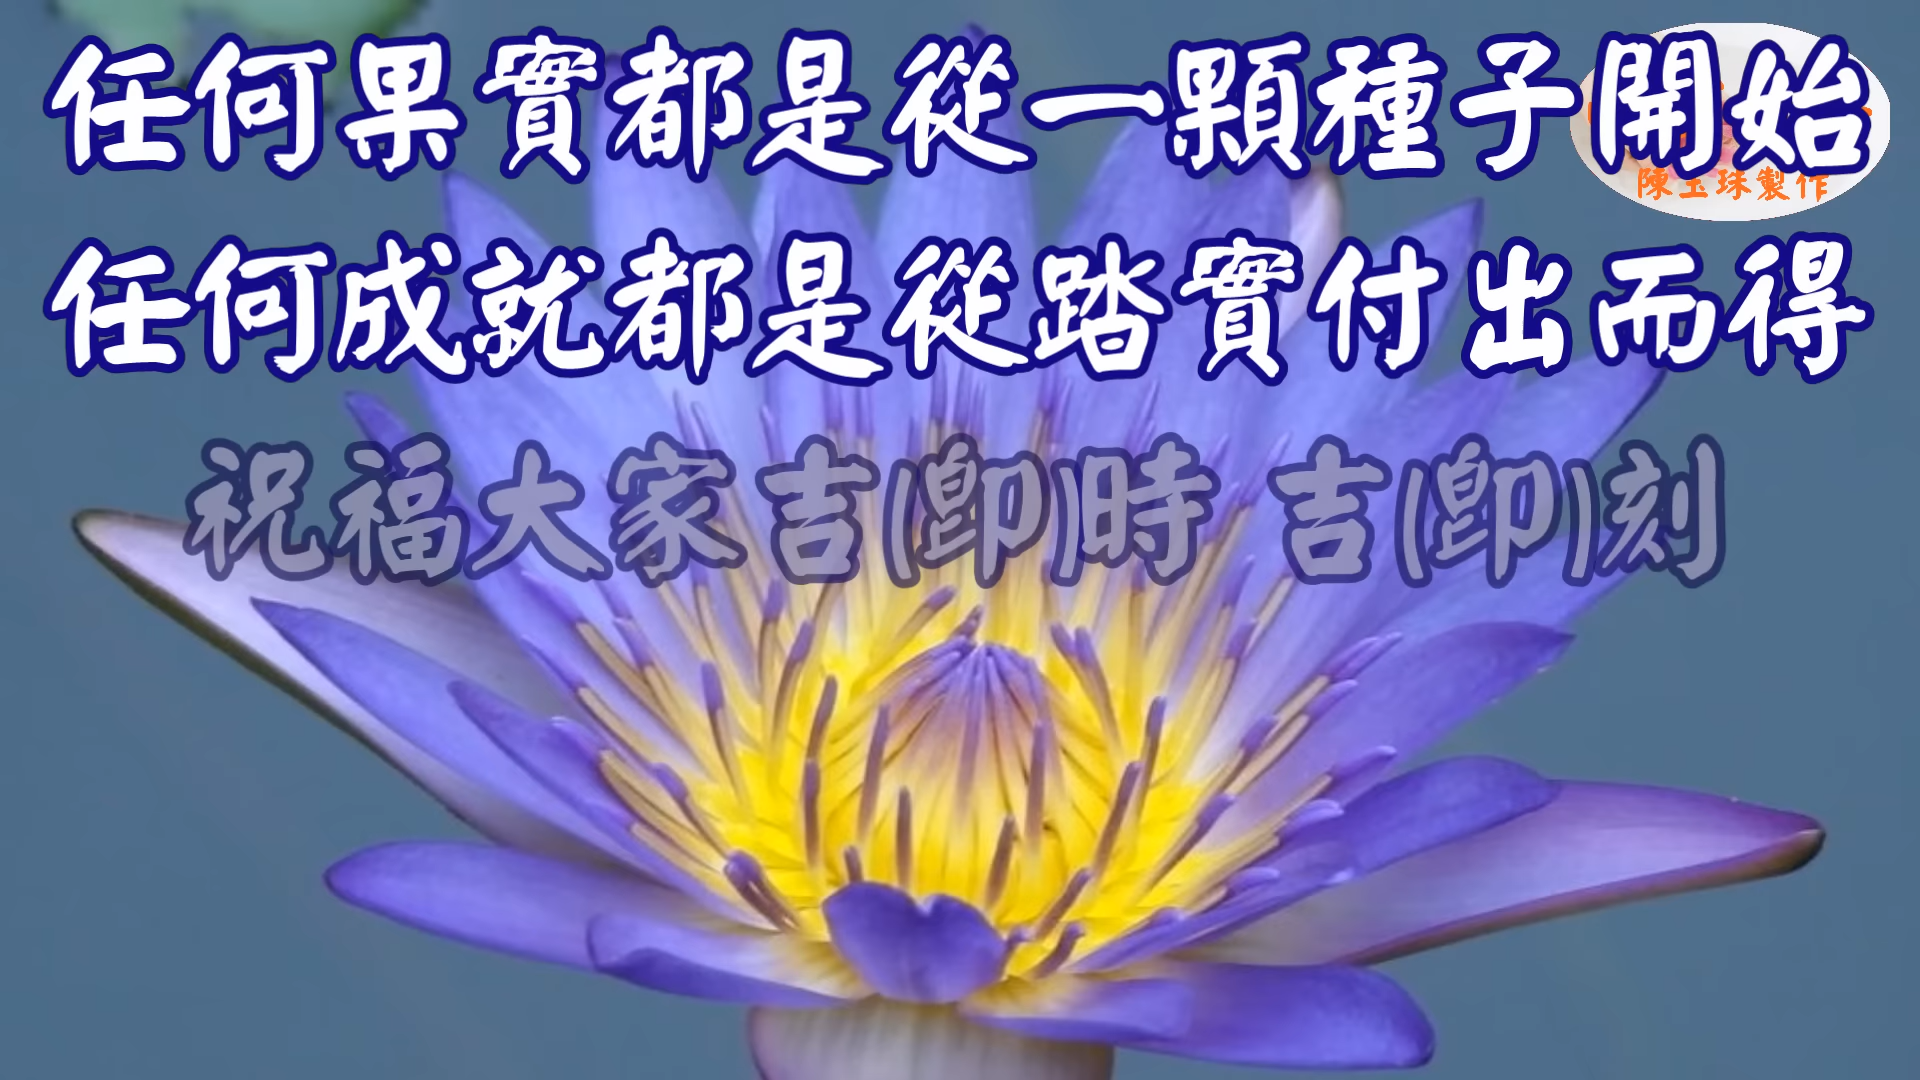 任何果實都是從一顆種子開始
陳玉珠製作
任何成就都是從踏實付出而得
祝福大家吉(即)時 吉(即)刻